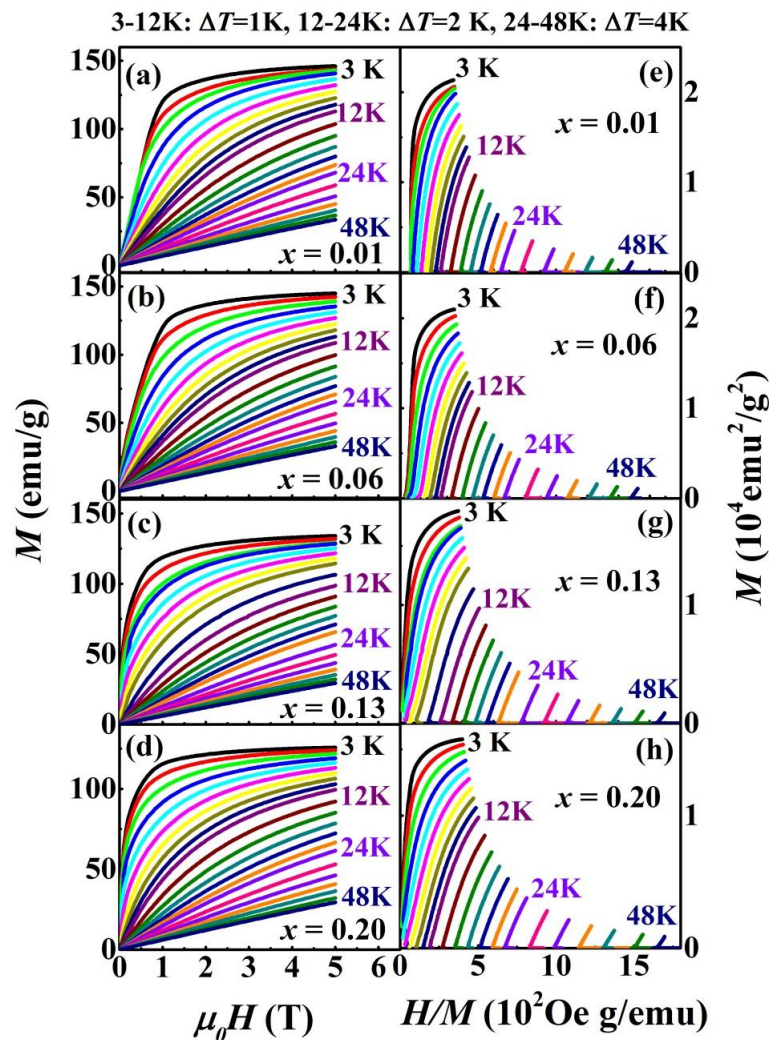 3-12K: ΔT=1K, 12-24K: ΔT=2 K, 24-48K: ΔT=4K
150
100
50
0
(a)
3 K
12K
24K
48K
x = 0.01
(e)
3 K
12K
24K
48K
x = 0.01
2
1
0
150
100
50
0
(b)
3 K
12K
24K
48K
x = 0.06
(f)
3 K
12K
24K
48K
x = 0.06
2
1
0
150
100
50
0
(c)
3 K
12K
24K
48K
x = 0.13
(g)
3 K
12K
24K
48K
x = 0.13
1
0
100
50
0
(d)
3 K
12K
24K
48K
x = 0.20
(h)
3 K
12K
24K
48K
x = 0.20
1
0
M (emu/g)
M (10⁴emu²/g²)
0 1 2 3 4 5 6
0 5 10 15
μ₀H (T)
H/M (10²Oe g/emu)